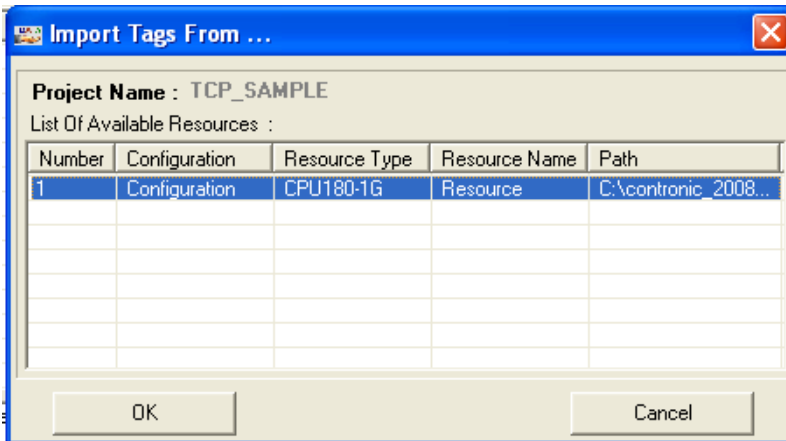 Import Tags From ...
Project Name : TCP_SAMPLE
List Of Available Resources :
Number Configuration Resource Type Resource Name Path
1 Configuration CPU180-1G Resource C:\contronic_2008...
OK Cancel